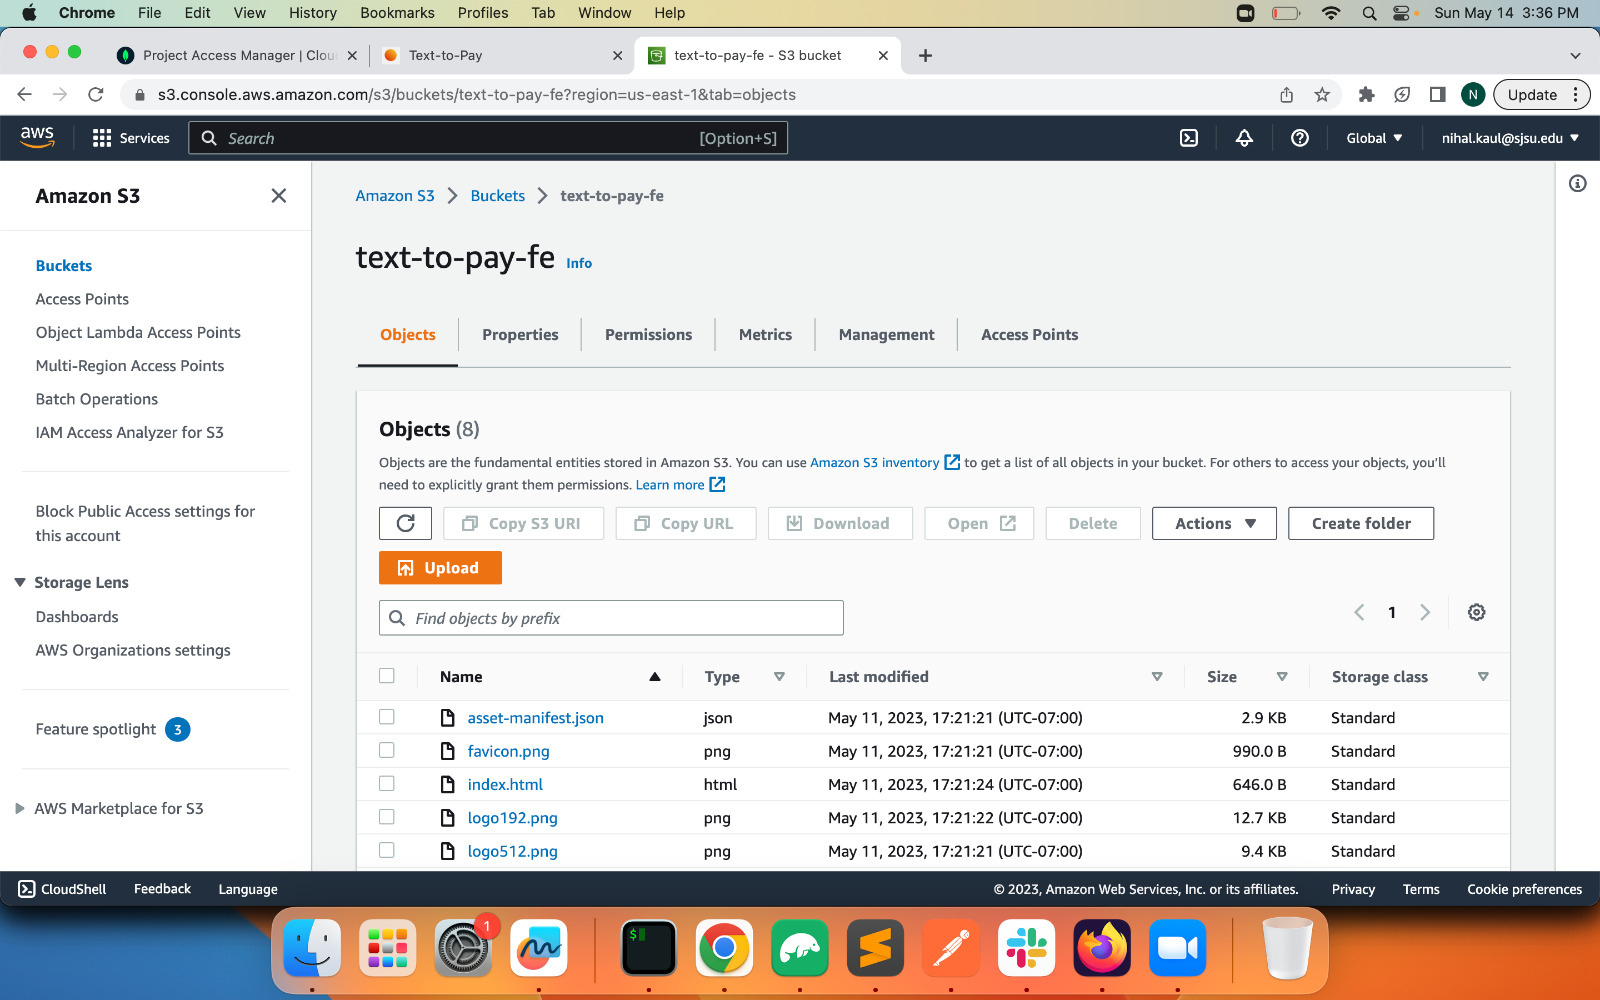 Chrome File Edit View History Bookmarks Profiles Tab Window Help Sun May 14 3:36 PM
Project Access Manager | Clou Text-to-Pay text-to-pay-fe - S3 bucket
s3.console.aws.amazon.com/s3/buckets/text-to-pay-fe?region=us-east-1&tab=objects N Update
aws Services Search [Option+S] Global nihal.kaul@sjsu.edu
Amazon S3
Buckets
Access Points
Object Lambda Access Points
Multi-Region Access Points
Batch Operations
IAM Access Analyzer for S3
Block Public Access settings for
this account
Storage Lens
Dashboards
AWS Organizations settings
Feature spotlight 3
AWS Marketplace for S3
Amazon S3 Buckets text-to-pay-fe
text-to-pay-fe Info
Objects Properties Permissions Metrics Management Access Points
Objects (8)
Objects are the fundamental entities stored in Amazon S3. You can use Amazon S3 inventory to get a list of all objects in your bucket. For others to access your objects, you'll
need to explicitly grant them permissions. Learn more
Copy S3 URI Copy URL Download Open Delete Actions Create folder
Upload
Find objects by prefix 1
Name Type Last modified Size Storage class
asset-manifest.json json May 11, 2023, 17:21:21 (UTC-07:00) 2.9 KB Standard
favicon.png png May 11, 2023, 17:21:21 (UTC-07:00) 990.0 B Standard
index.html html May 11, 2023, 17:21:24 (UTC-07:00) 646.0 B Standard
logo192.png png May 11, 2023, 17:21:22 (UTC-07:00) 12.7 KB Standard
logo512.png png May 11, 2023, 17:21:21 (UTC-07:00) 9.4 KB Standard
CloudShell Feedback Language © 2023, Amazon Web Services, Inc. or its affiliates. Privacy Terms Cookie preferences
1
$